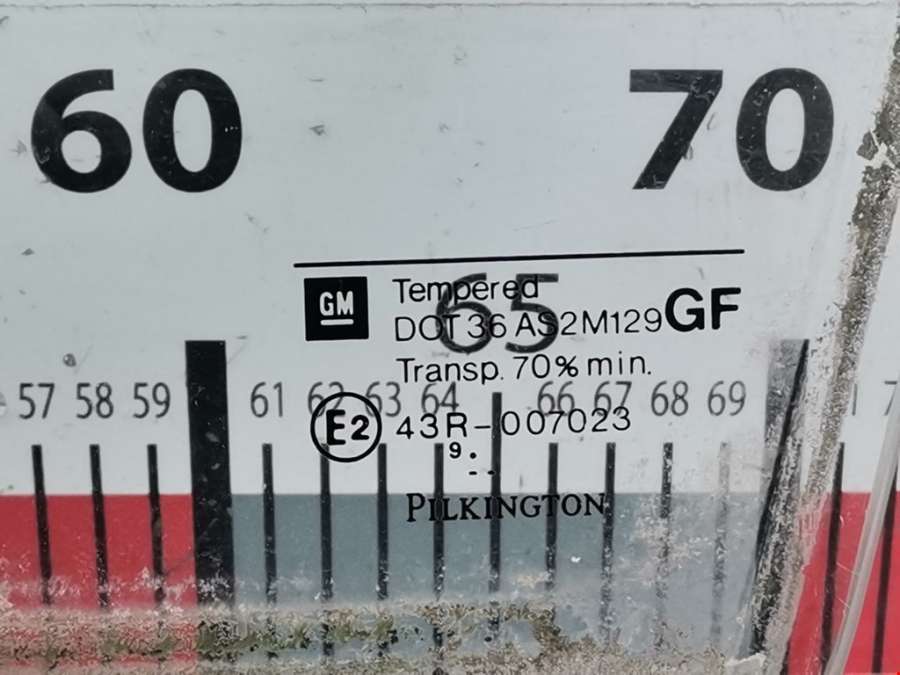 60 70
65
GM Tempered
DOT 36 AS2M129 GF
Transp. 70% min.
57 58 59 61 62 63 64 66 67 68 69
E2 43R-007023
9.
--
PILKINGTON